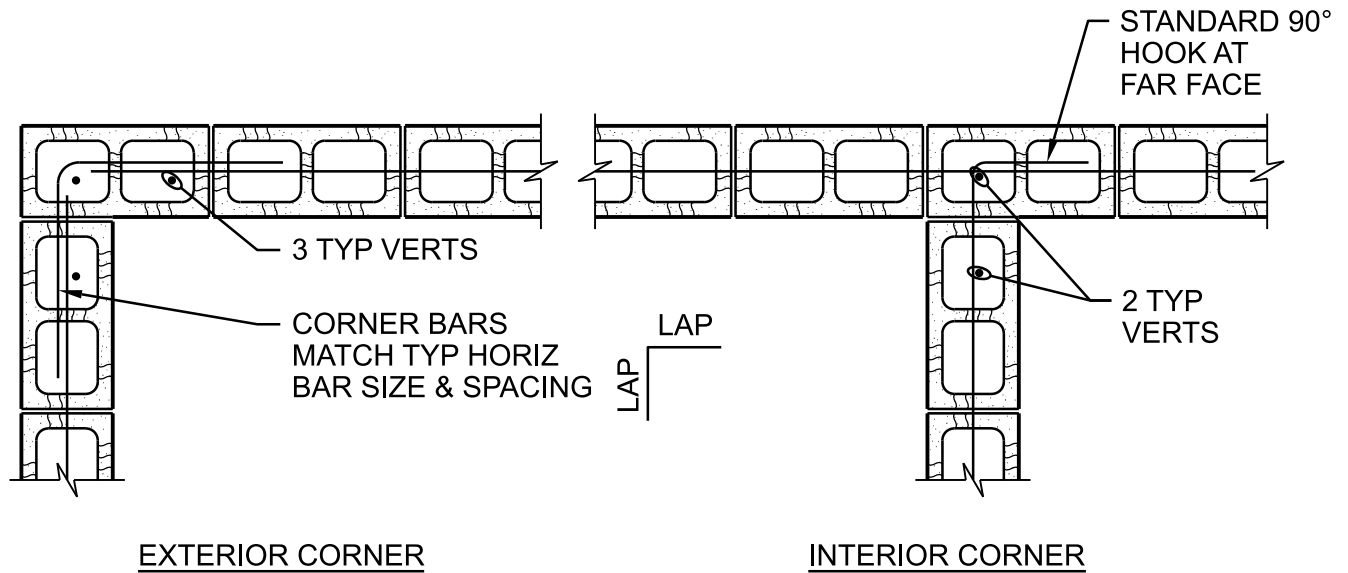 STANDARD 90°
HOOK AT
FAR FACE
3 TYP VERTS
CORNER BARS
MATCH TYP HORIZ
BAR SIZE & SPACING
LAP
LAP
2 TYP
VERTS
EXTERIOR CORNER
INTERIOR CORNER